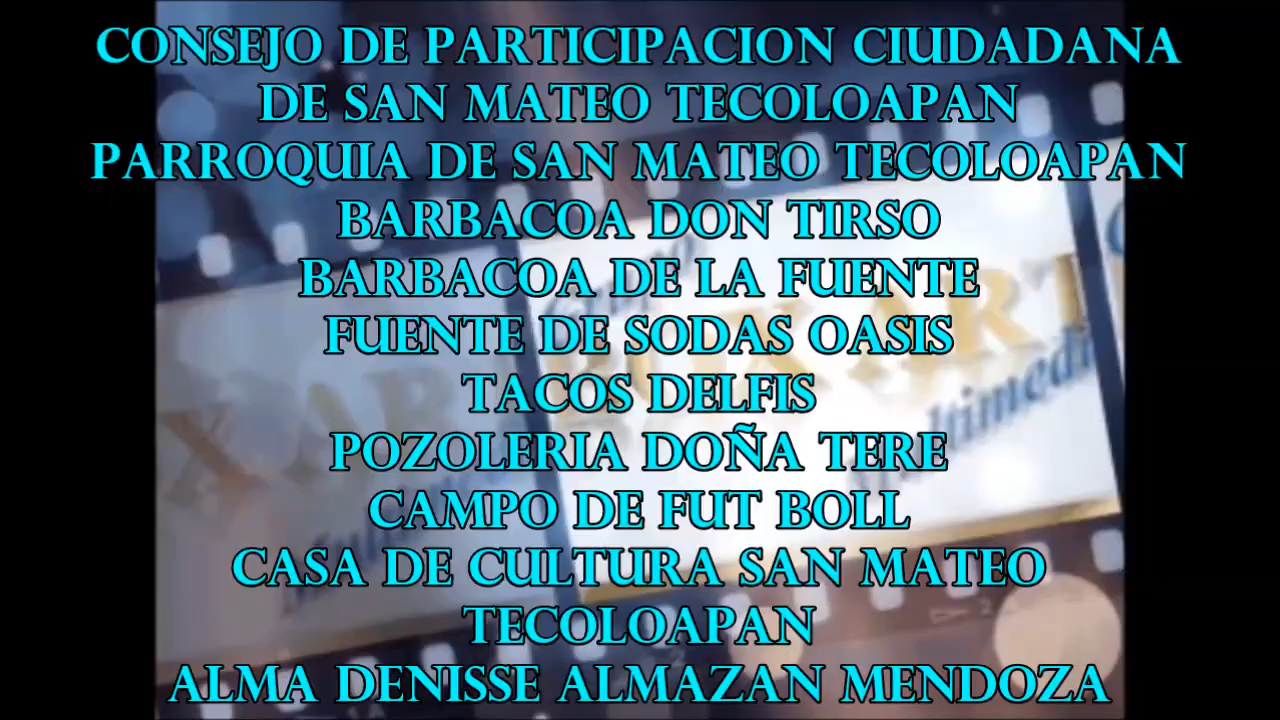 CONSEJO DE PARTICIPACION CIUDADANA
DE SAN MATEO TECOLOAPAN
PARROQUIA DE SAN MATEO TECOLOAPAN
BARBACOA DON TIRSO
BARBACOA DE LA FUENTE
FUENTE DE SODAS OASIS
TACOS DELFIS
POZOLERIA DOÑA TERE
CAMPO DE FUT BOLL
CASA DE CULTURA SAN MATEO
TECOLOAPAN
ALMA DENISSE ALMAZAN MENDOZA